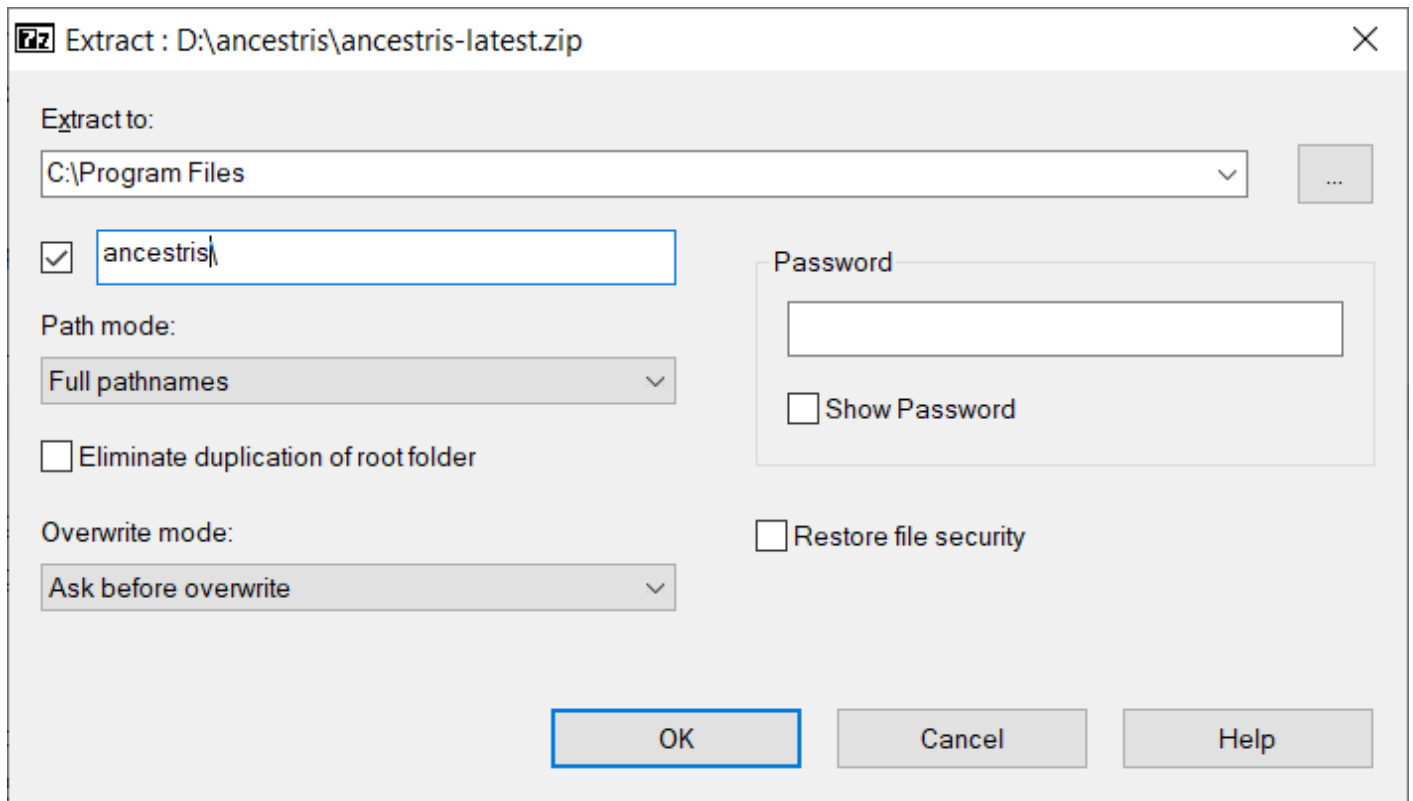 7z Extract : D:\ancestris\ancestris-latest.zip
Extract to:
C:\Program Files
...
ancestris\
Path mode:
Full pathnames
Eliminate duplication of root folder
Overwrite mode:
Ask before overwrite
Password
Show Password
Restore file security
OK
Cancel
Help